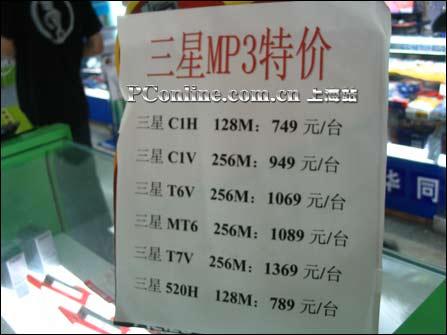 三星MP3特价
PConline.com.cn 上海站
三星 C1H 128M： 749 元/台
三星 C1V 256M： 949 元/台
三星 T6V 256M： 1069 元/台
三星 MT6 256M： 1089 元/台
三星 T7V 256M： 1369 元/台
三星 520H 128M： 789 元/台
华同